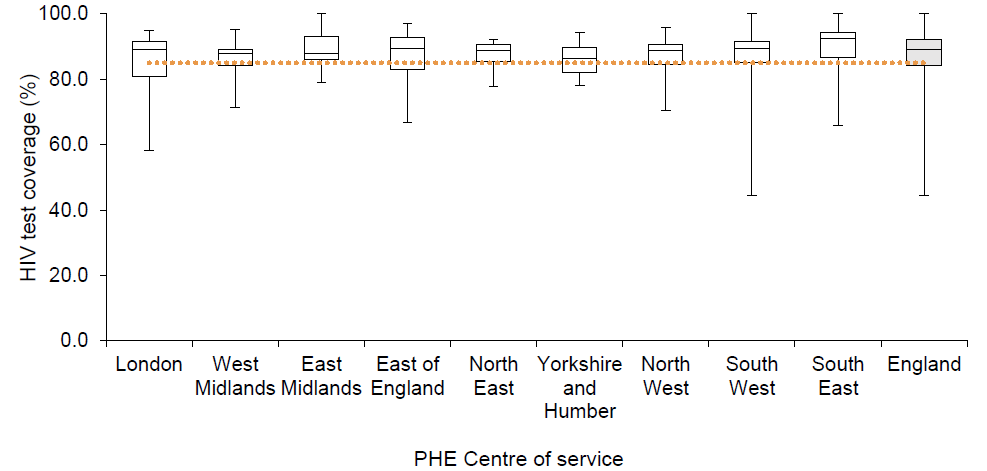 100.0
80.0
60.0
40.0
20.0
0.0
HIV test coverage (%)
London
West
Midlands
East
Midlands
East of
England
North
East
Yorkshire
and
Humber
North
West
South
West
South
East
England
PHE Centre of service